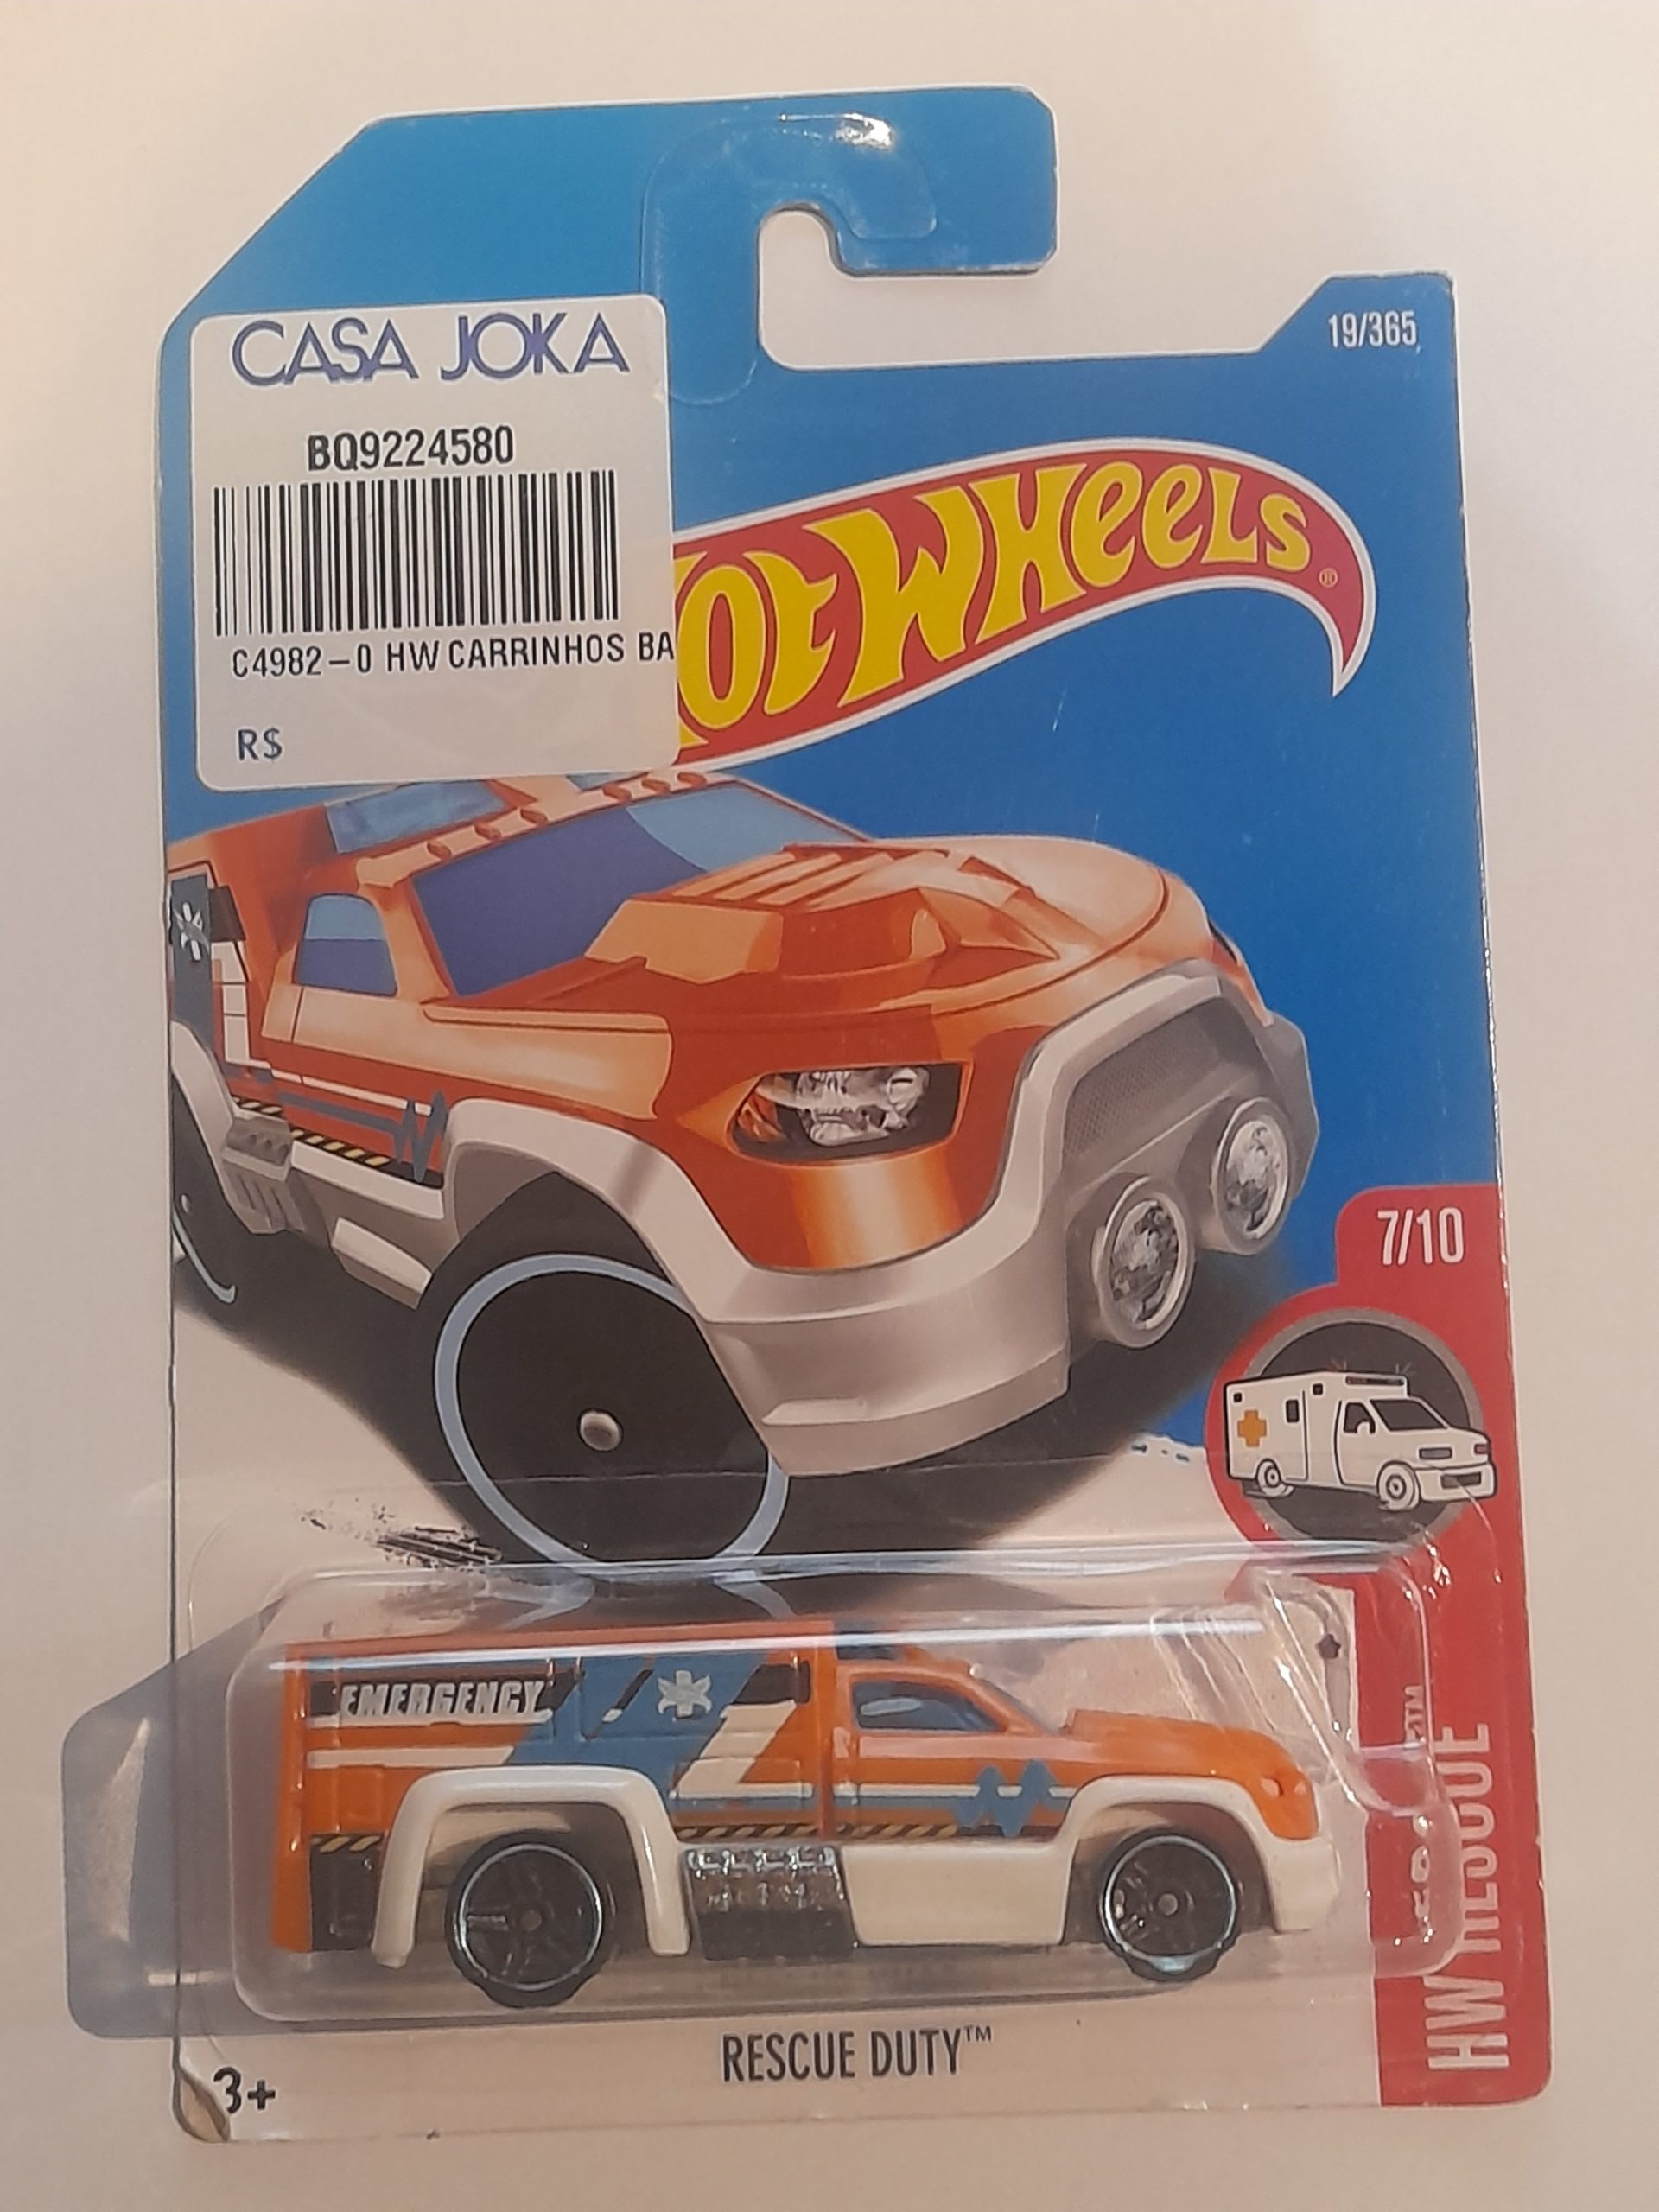 19/365
CASA JOKA
BQ9224580
C4982-0 HW CARRINHOS BA
R$
Hot Wheels®
7/10
EMERGENCY
HW RESCUE™
RESCUE DUTY™
3+